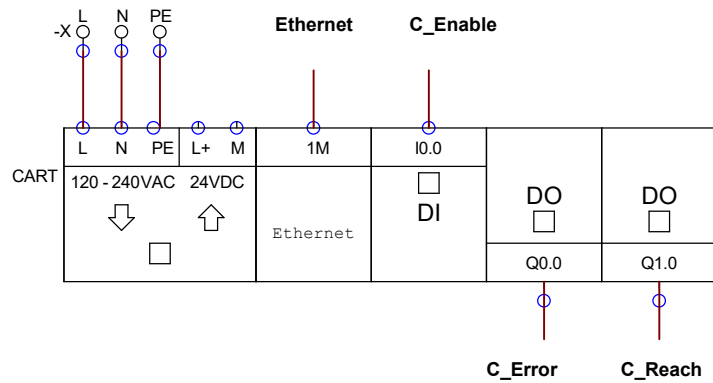 L N PE
-X
Ethernet C_Enable
L N PE L+ M 1M I0.0
CART
120 - 240VAC 24VDC
DI
DO DO
Ethernet
Q0.0 Q1.0
C_Error C_Reach